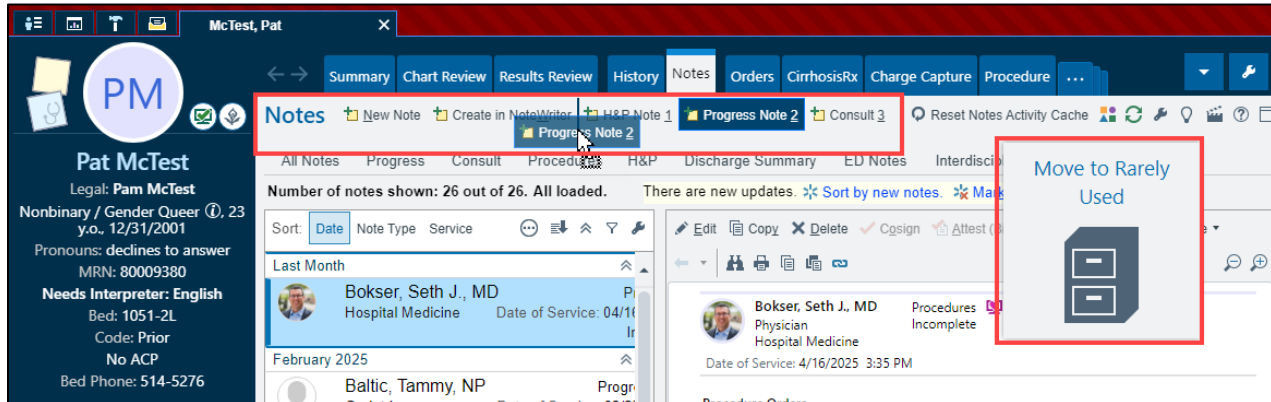 McTest, Pat
Summary Chart Review Results Review History Notes Orders CirrhosisRx Charge Capture Procedure ...
PM
Notes New Note Create in NoteWriter H&P Note 1 Progress Note 2 Consult 3 Reset Notes Activity Cache
Progress Note 2
All Notes Progress Consult Procedures H&P Discharge Summary ED Notes
Move to Rarely
Used
Pat McTest
Legal: Pam McTest
Nonbinary / Gender Queer, 23
y.o., 12/31/2001
Pronouns: declines to answer
MRN: 80009380
Needs Interpreter: English
Bed: 1051-2L
Code: Prior
No ACP
Bed Phone: 514-5276
Number of notes shown: 26 out of 26. All loaded. There are new updates. Sort by new notes.
Sort: Date Note Type Service
Last Month
Bokser, Seth J., MD
Hospital Medicine Date of Service: 04/16
February 2025
Baltic, Tammy, NP
Edit Copy Delete Cosign Attest
Bokser, Seth J., MD Procedures
Physician Incomplete
Hospital Medicine
Date of Service: 4/16/2025 3:35 PM